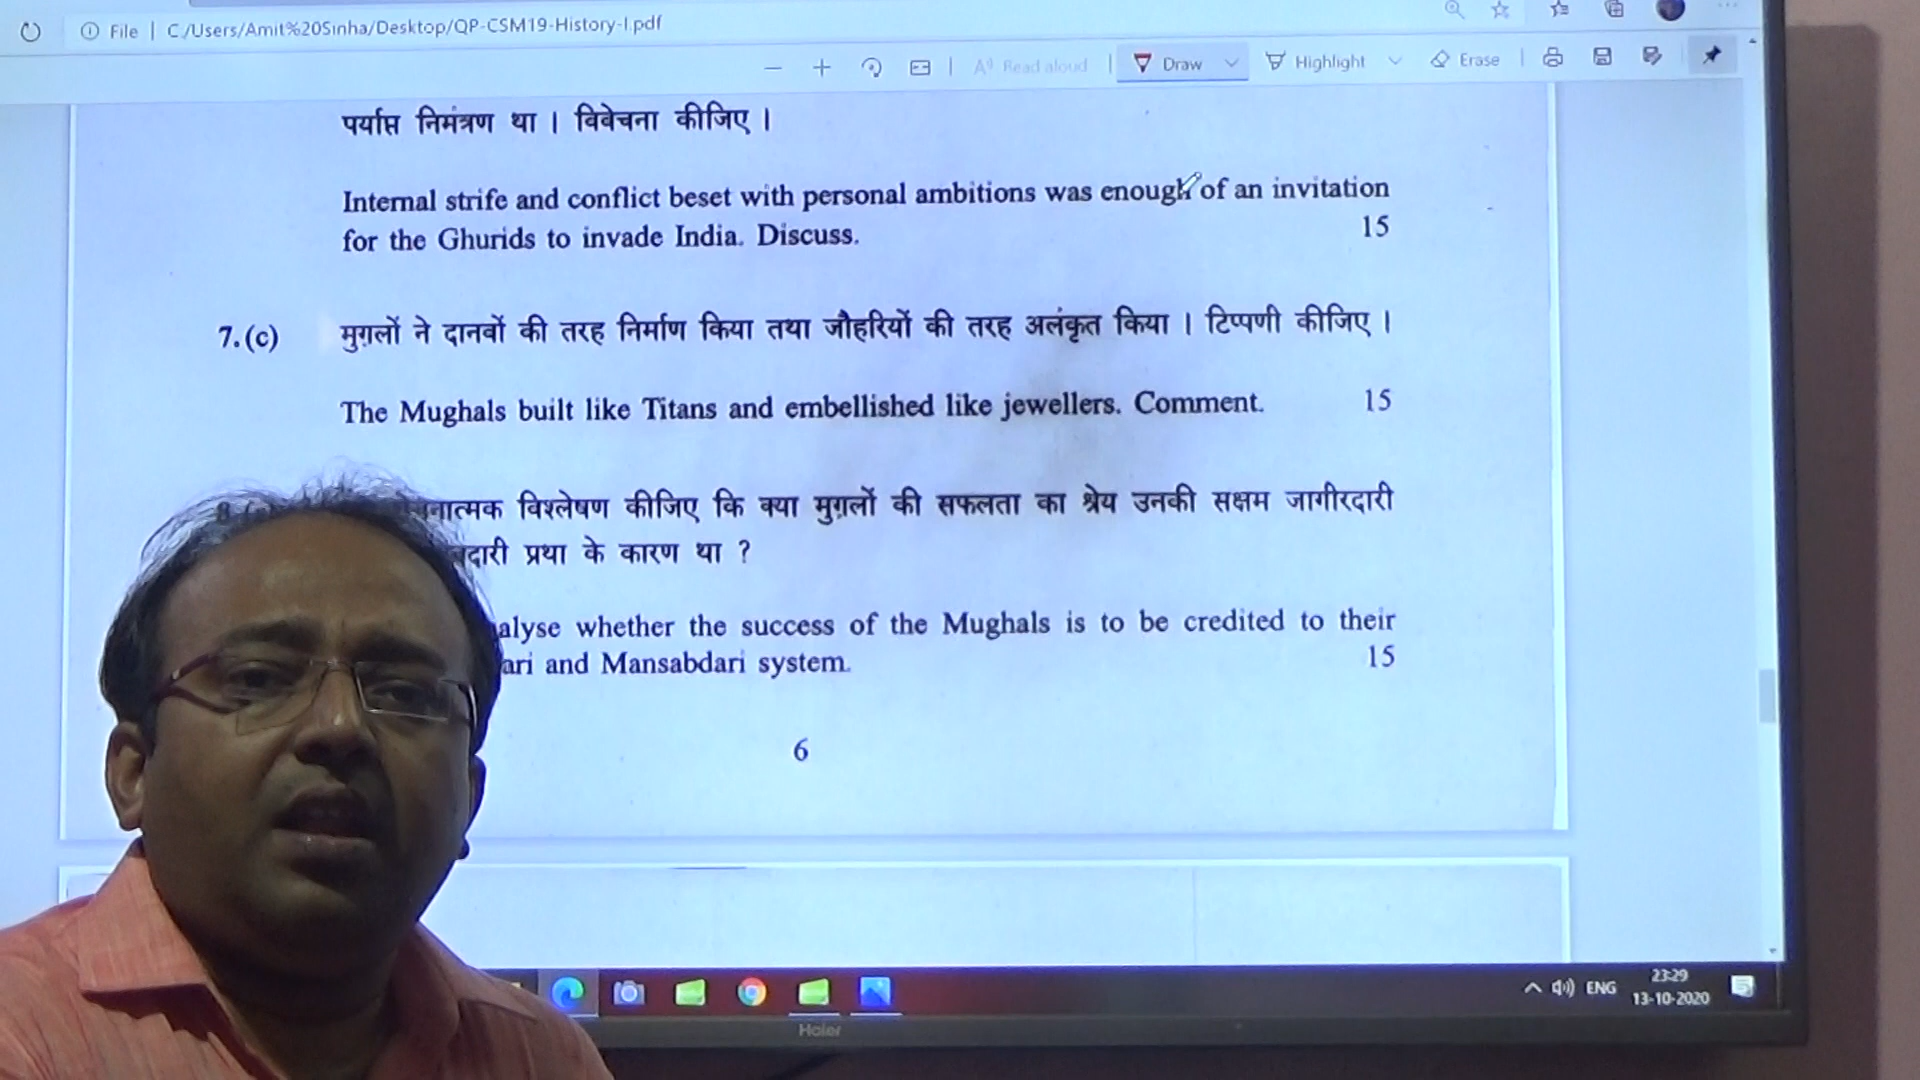 File | C:/Users/Amit%20Sinha/Desktop/QP-CSM19-History-I.pdf
Read aloud | Draw Highlight Erase
पर्याप्त निमंत्रण था । विवेचना कीजिए ।
Internal strife and conflict beset with personal ambitions was enough of an invitation
for the Ghurids to invade India. Discuss. 15
7.(c) मुग़लों ने दानवों की तरह निर्माण किया तथा जौहरियों की तरह अलंकृत किया । टिप्पणी कीजिए ।
The Mughals built like Titans and embellished like jewellers. Comment. 15
विश्लेषण कीजिए कि क्या मुग़लों की सफलता का श्रेय उनकी सक्षम जागीरदारी
प्रथा के कारण था ?
alyse whether the success of the Mughals is to be credited to their
ari and Mansabdari system. 15
6
ENG 23:29
13-10-2020
Haier